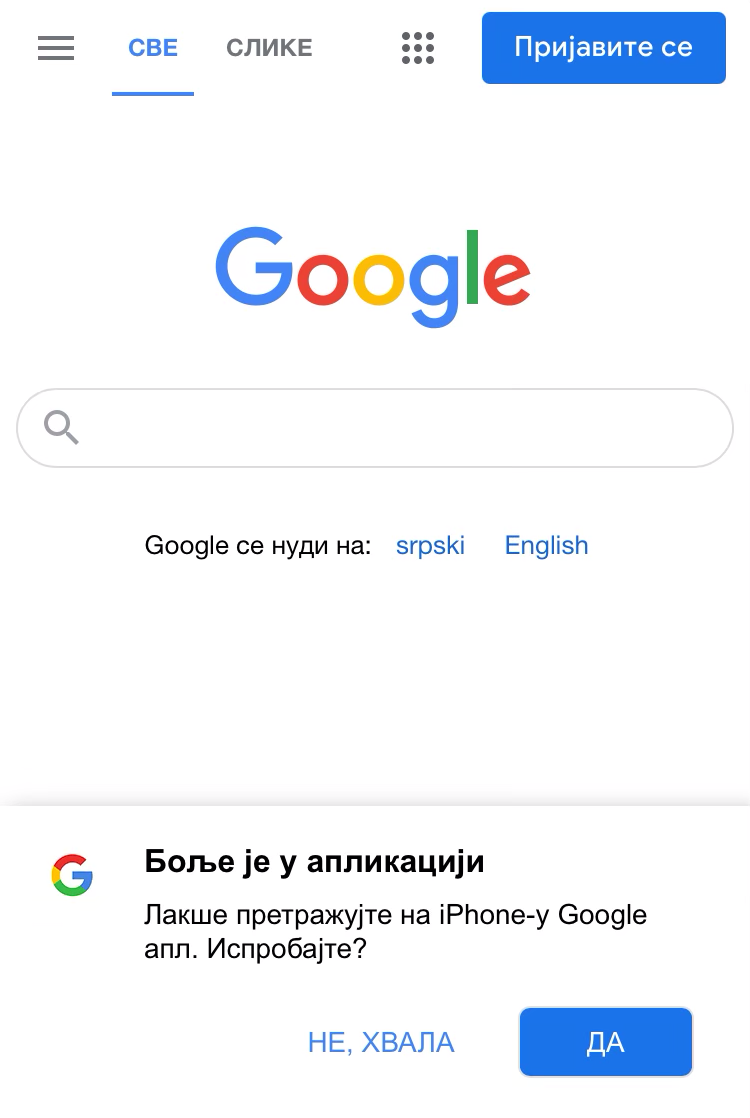 СВЕ СЛИКЕ Пријавите се
Google
Google се нуди на: srpski English
Боље је у апликацији
Лакше претражујте на iPhone-у Google
апл. Испробајте?
НЕ, ХВАЛА ДА